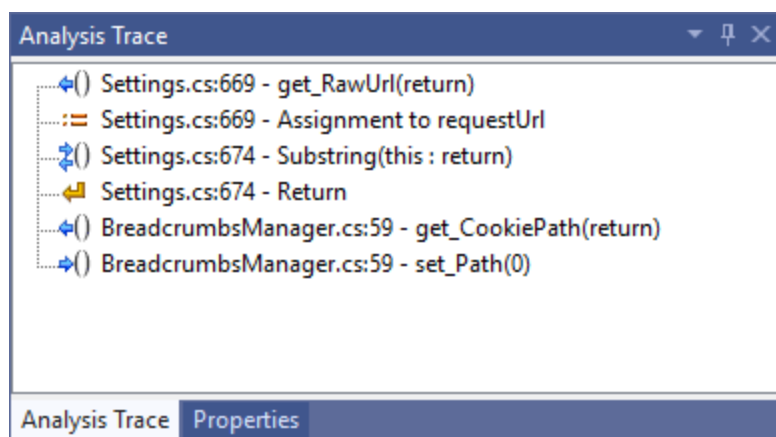 Analysis Trace
Settings.cs:669 - get_RawUrl(return)
Settings.cs:669 - Assignment to requestUrl
Settings.cs:674 - Substring(this : return)
Settings.cs:674 - Return
BreadcrumbsManager.cs:59 - get_CookiePath(return)
BreadcrumbsManager.cs:59 - set_Path(0)
Analysis Trace Properties